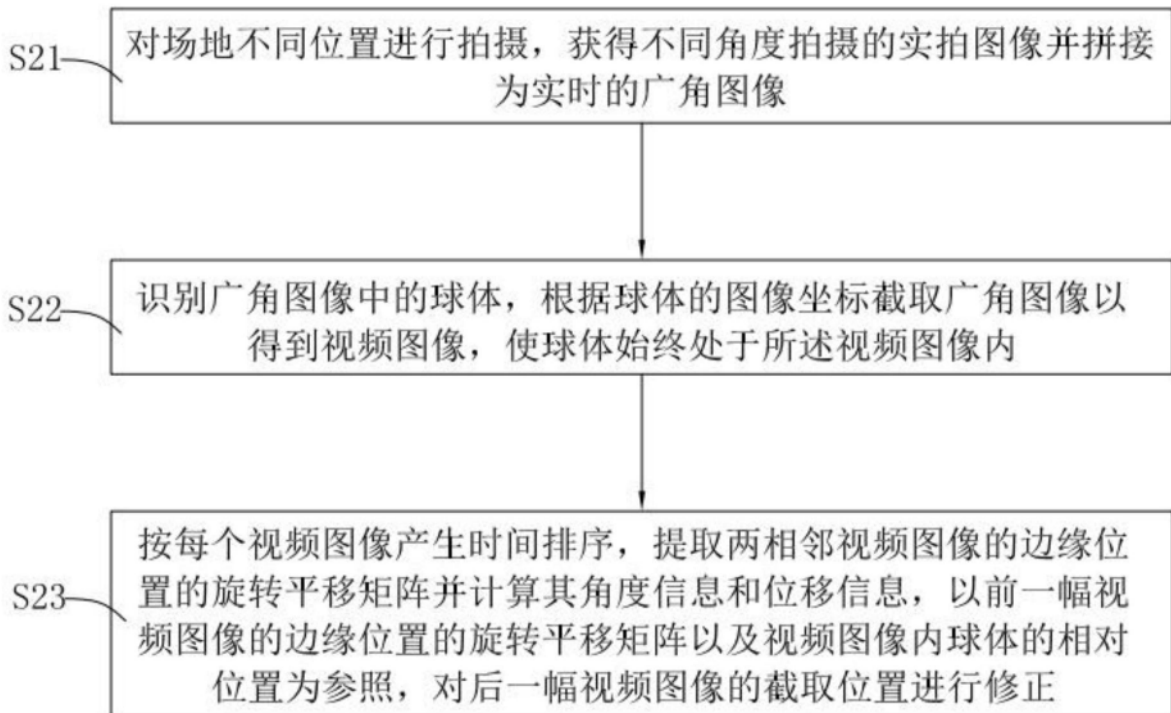 S21
对场地不同位置进行拍摄，获得不同角度拍摄的实拍图像并拼接
为实时的广角图像
S22
识别广角图像中的球体，根据球体的图像坐标截取广角图像以
得到视频图像，使球体始终处于所述视频图像内
S23
按每个视频图像产生时间排序，提取两相邻视频图像的边缘位
置的旋转平移矩阵并计算其角度信息和位移信息，以前一幅视
频图像的边缘位置的旋转平移矩阵以及视频图像内球体的相对
位置为参照，对后一幅视频图像的截取位置进行修正